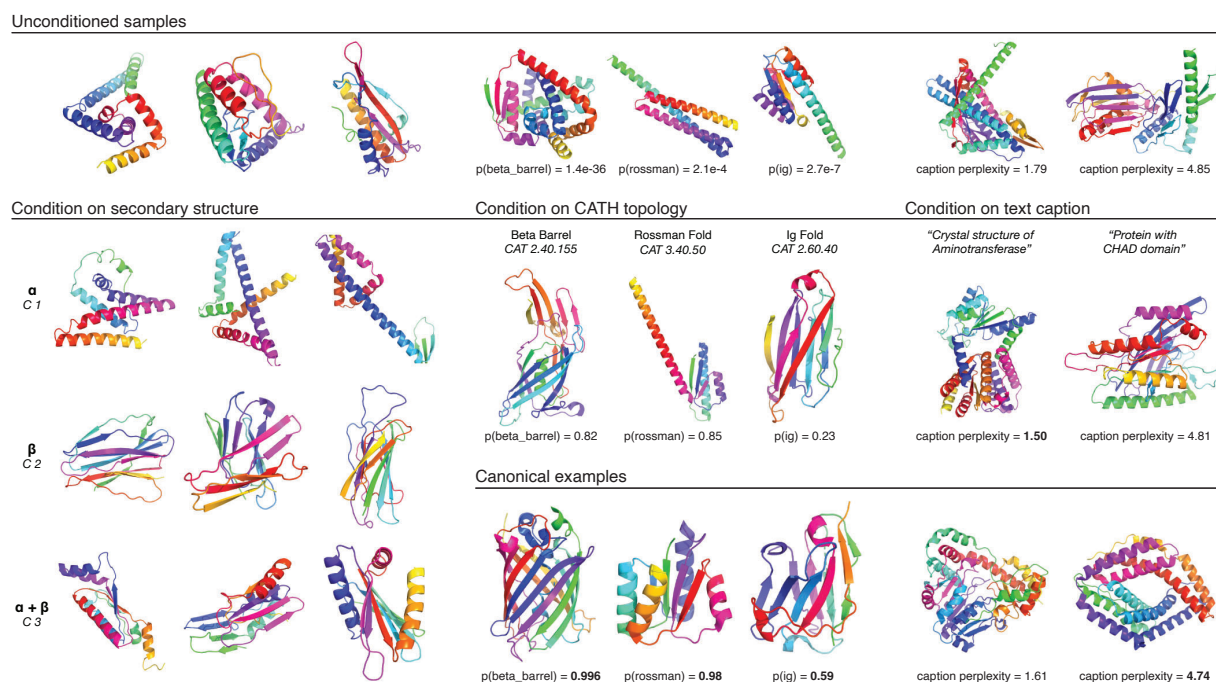 Unconditioned samples
p(beta_barrel) = 1.4e-36
p(rossman) = 2.1e-4
p(ig) = 2.7e-7
caption perplexity = 1.79
caption perplexity = 4.85
Condition on secondary structure
α
C 1
β
C 2
α + β
C 3
Condition on CATH topology
Beta Barrel
CAT 2.40.155
Rossman Fold
CAT 3.40.50
Ig Fold
CAT 2.60.40
p(beta_barrel) = 0.82
p(rossman) = 0.85
p(ig) = 0.23
Condition on text caption
“Crystal structure of
Aminotransferase”
“Protein with
CHAD domain”
caption perplexity = 1.50
caption perplexity = 4.81
Canonical examples
p(beta_barrel) = 0.996
p(rossman) = 0.98
p(ig) = 0.59
caption perplexity = 1.61
caption perplexity = 4.74